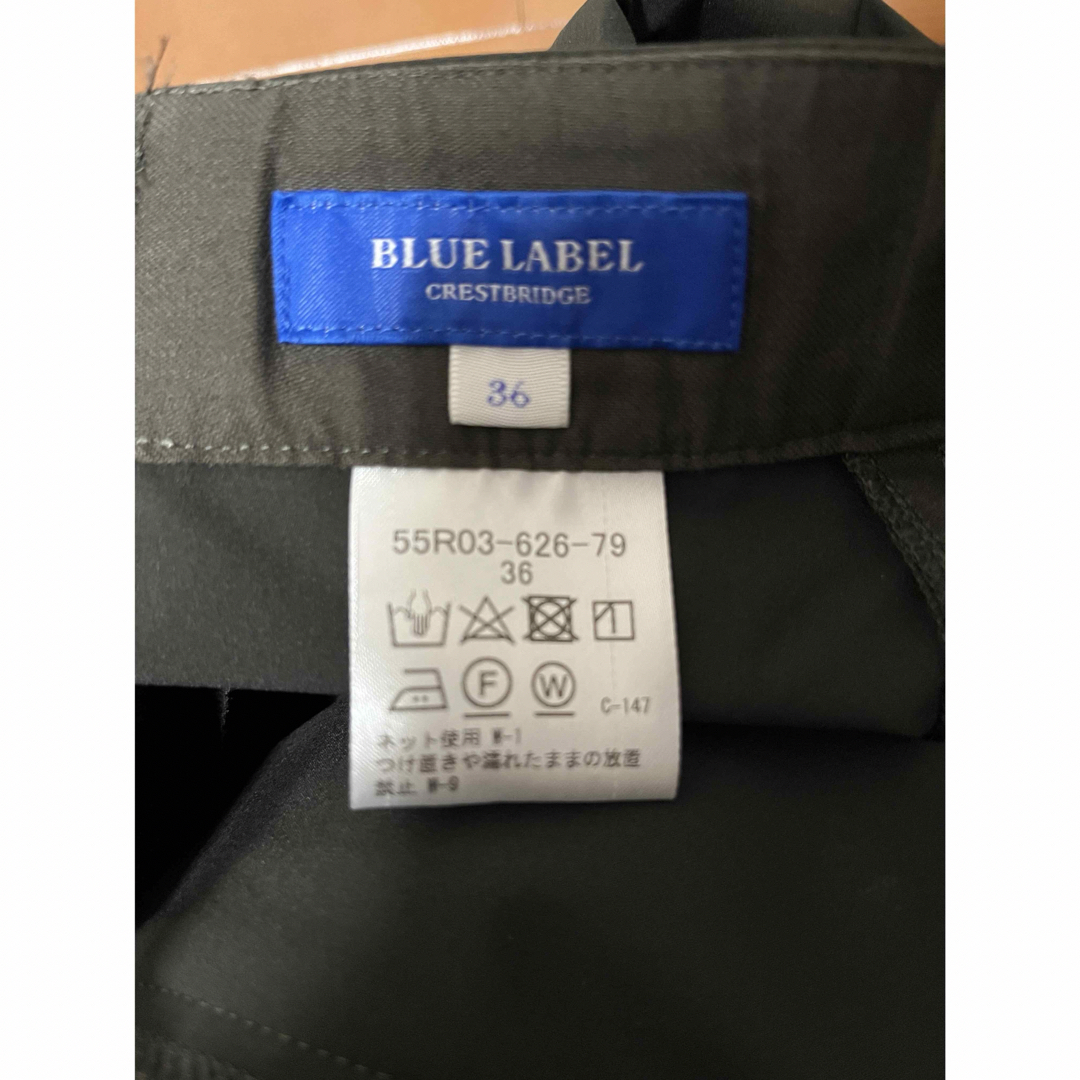 BLUE LABEL
CRESTBRIDGE
36
55R03-626-79
36
F W C-147
ネット使用 W-1
つけ置きや濡れたままの放置
禁止 W-9